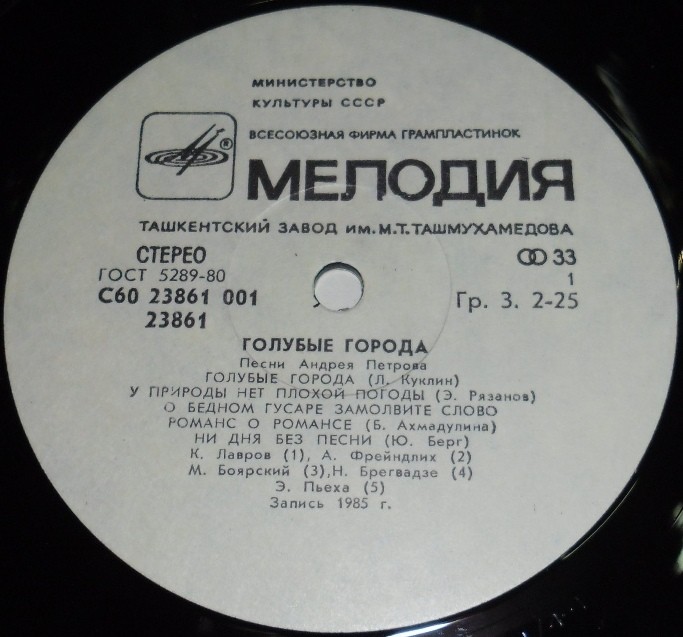 МИНИСТЕРСТВО
КУЛЬТУРЫ СССР
ВСЕСОЮЗНАЯ ФИРМА ГРАМПЛАСТИНОК
®
МЕЛОДИЯ
ТАШКЕНТСКИЙ ЗАВОД ИМ. М.Т. ТАШМУХАМЕДОВА
СТЕРЕО
33
ГОСТ 5289-80
1
С60 23861 001
Гр. 3. 2-25
23861
ГОЛУБЫЕ ГОРОДА
Песни Андрея Петрова
ГОЛУБЫЕ ГОРОДА (Л. Куклин)
У ПРИРОДЫ НЕТ ПЛОХОЙ ПОГОДЫ (Э. Рязанов)
О БЕДНОМ ГУСАРЕ ЗАМОЛВИТЕ СЛОВО
РОМАНС О РОМАНСЕ (Б. Ахмадулина)
НИ ДНЯ БЕЗ ПЕСНИ (Ю. Берг)
К. Лавров (1), А. Фрейндлих (2)
М. Боярский (3), Н. Брегвадзе (4)
Э. Пьеха (5)
Запись 1985 г.